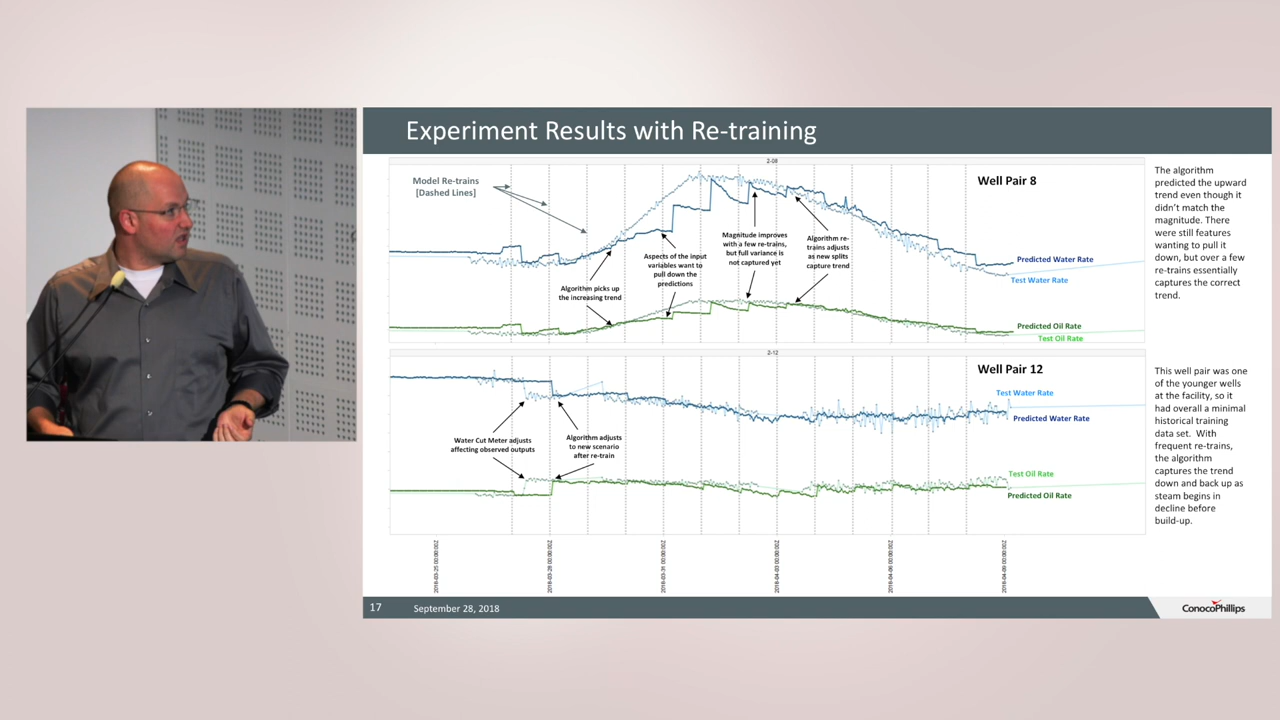 Experiment Results with Re-training
2-08
Model Re-trains
[Dashed Lines]
Well Pair 8
Algorithm picks up
the increasing trend
Aspects of the input
variables want to
pull down the
predictions
Magnitude improves
with a few re-trains,
but full variance is
not captured yet
Algorithm re-
trains adjusts
as new splits
capture trend
Predicted Water Rate
Test Water Rate
Predicted Oil Rate
Test Oil Rate
The algorithm
predicted the upward
trend even though it
didn't match the
magnitude. There
were still features
wanting to pull it
down, but over a few
re-trains essentially
captures the correct
trend.
2-12
Well Pair 12
Water Cut Meter adjusts
affecting observed outputs
Algorithm adjusts
to new scenario
after re-train
Test Water Rate
Predicted Water Rate
Test Oil Rate
Predicted Oil Rate
This well pair was one
of the younger wells
at the facility, so it
had overall a minimal
historical training
data set. With
frequent re-trains,
the algorithm
captures the trend
down and back up as
steam begins in
decline before
build-up.
17
September 28, 2018
ConocoPhillips